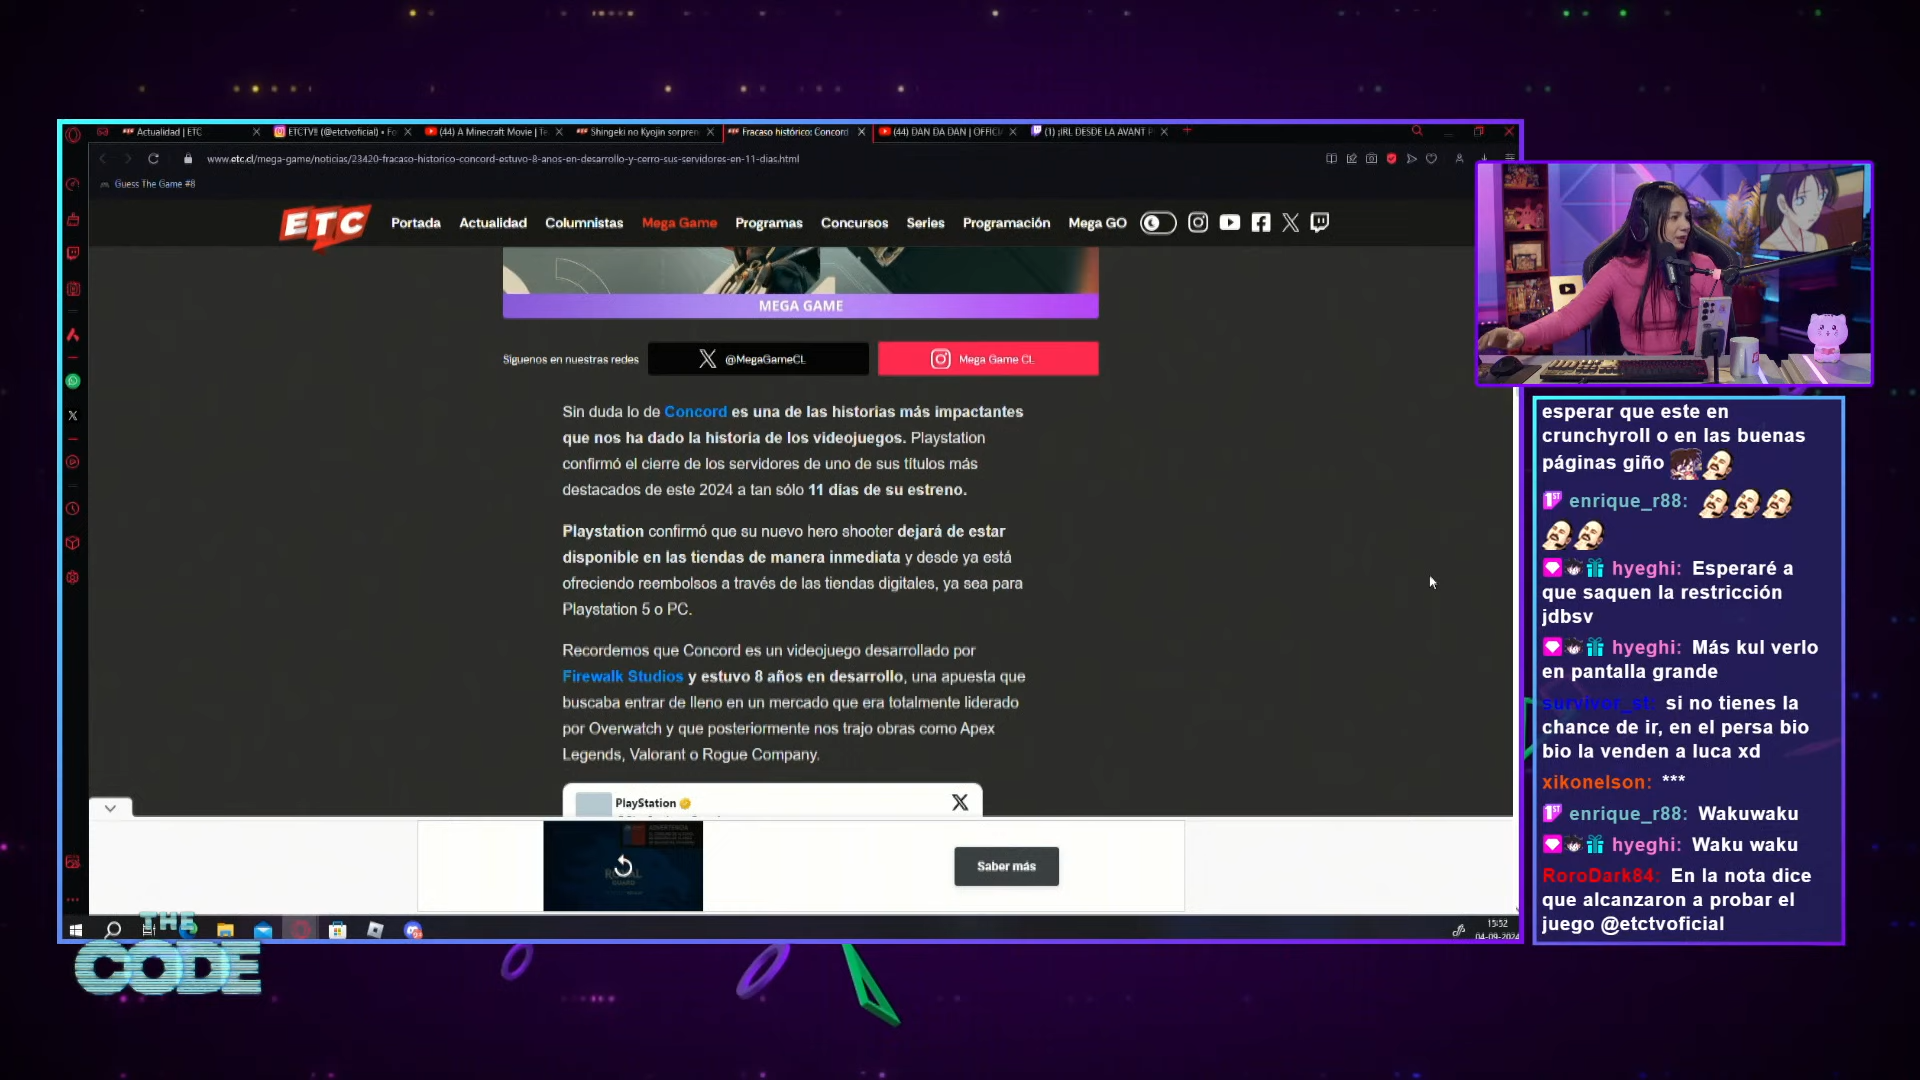 Actualidad | ETC
ETCTV!! (@etctvoficial) • Fo
(44) A Minecraft Movie | Te
Shingeki no Kyojin sorpren
Fracaso histórico: Concord
(44) DAN DA DAN | OFFICIA
(1) ¡IRL DESDE LA AVANT P
www.etc.cl/mega-game/noticias/23420-fracaso-historico-concord-estuvo-8-anos-en-desarrollo-y-cerro-sus-servidores-en-11-dias.html
Guess The Game #8
ETC
Portada
Actualidad
Columnistas
Mega Game
Programas
Concursos
Series
Programación
Mega GO
MEGA GAME
Síguenos en nuestras redes
@MegaGameCL
Mega Game CL
Sin duda lo de Concord es una de las historias más impactantes
que nos ha dado la historia de los videojuegos. Playstation
confirmó el cierre de los servidores de uno de sus títulos más
destacados de este 2024 a tan sólo 11 días de su estreno.
Playstation confirmó que su nuevo hero shooter dejará de estar
disponible en las tiendas de manera inmediata y desde ya está
ofreciendo reembolsos a través de las tiendas digitales, ya sea para
Playstation 5 o PC.
Recordemos que Concord es un videojuego desarrollado por
Firewalk Studios y estuvo 8 años en desarrollo, una apuesta que
buscaba entrar de lleno en un mercado que era totalmente liderado
por Overwatch y que posteriormente nos trajo obras como Apex
Legends, Valorant o Rogue Company.
PlayStation
ADVERTENCIA
Saber más
15:52
04-09-2024
THE
CODE
esperar que este en
crunchyroll o en las buenas
páginas giño
1ST enrique_r88:
hyeghi: Esperaré a
que saquen la restricción
jdbsv
hyeghi: Más kul verlo
en pantalla grande
survivor_st: si no tienes la
chance de ir, en el persa bio
bio la venden a luca xd
xikonelson: ***
1ST enrique_r88: Wakuwaku
hyeghi: Waku waku
RoroDark84: En la nota dice
que alcanzaron a probar el
juego @etctvoficial